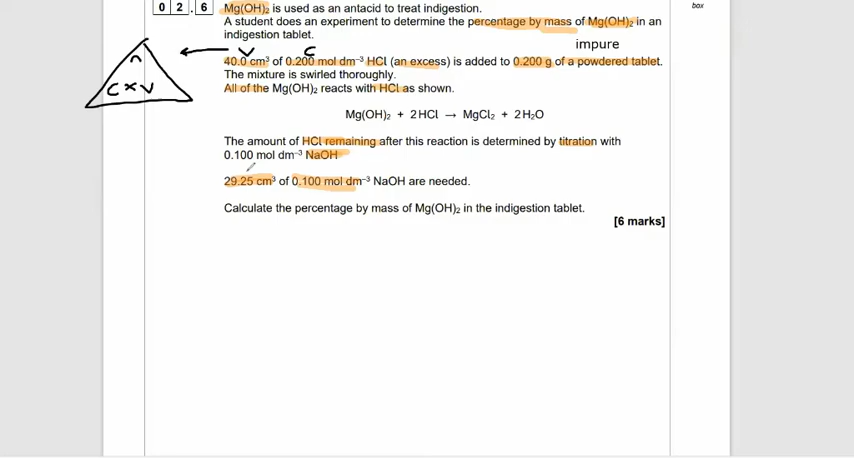 02.6 Mg(OH)₂ is used as an antacid to treat indigestion.
box
A student does an experiment to determine the percentage by mass of Mg(OH)₂ in an
indigestion tablet.
impure
V C
40.0 cm³ of 0.200 mol dm⁻³ HCl (an excess) is added to 0.200 g of a powdered tablet.
n
C × V
The mixture is swirled thoroughly.
All of the Mg(OH)₂ reacts with HCl as shown.
Mg(OH)₂ + 2HCl → MgCl₂ + 2H₂O
The amount of HCl remaining after this reaction is determined by titration with
0.100 mol dm⁻³ NaOH
29.25 cm³ of 0.100 mol dm⁻³ NaOH are needed.
Calculate the percentage by mass of Mg(OH)₂ in the indigestion tablet.
[6 marks]